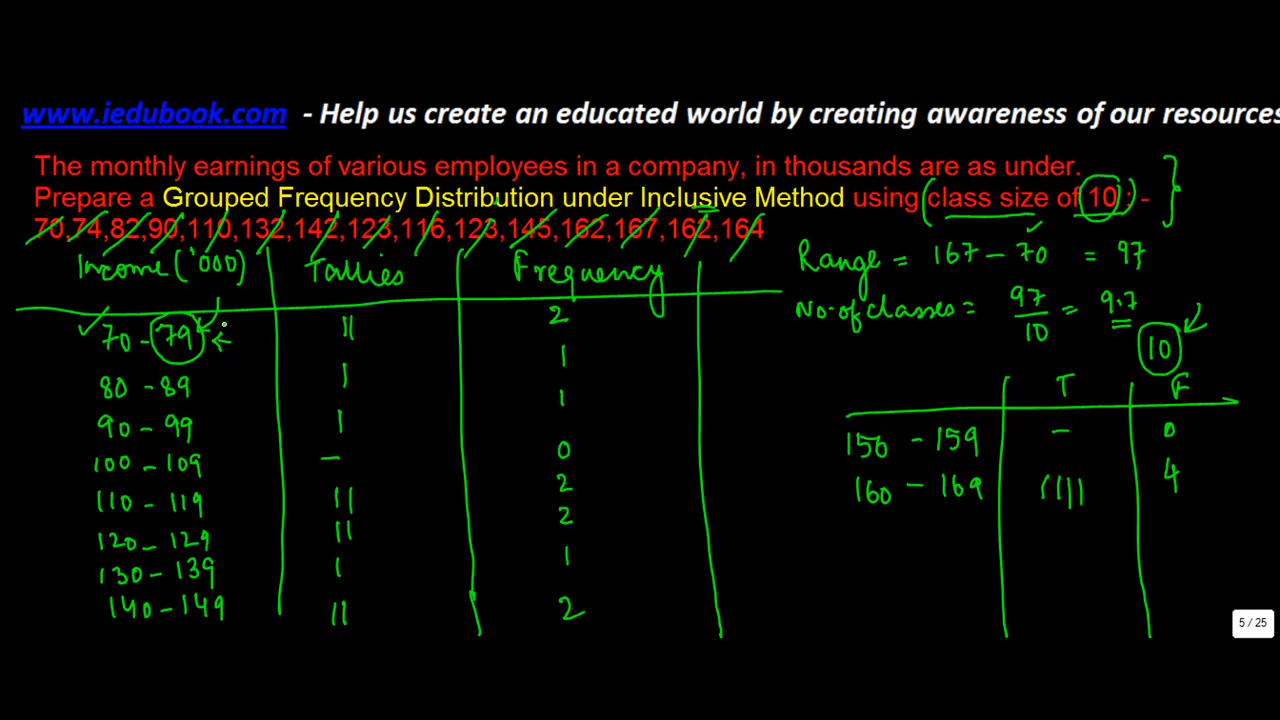 www.iedubook.com - Help us create an educated world by creating awareness of our resources
The monthly earnings of various employees in a company, in thousands are as under.
Prepare a Grouped Frequency Distribution under Inclusive Method using (class size of 10) : -
70,74,82,90,110,132,142,123,116,123,145,162,167,162,164
Income ('000) Tallies Frequency
70 - 79 || 2
80 - 89 | 1
90 - 99 | 1
100 - 109 – 0
110 - 119 || 2
120 - 129 || 2
130 - 139 | 1
140 - 149 || 2
Range = 167 - 70 = 97
No. of classes = 97/10 = 9.7
10
T F
150 - 159 – 0
160 - 169 |||| 4
5 / 25